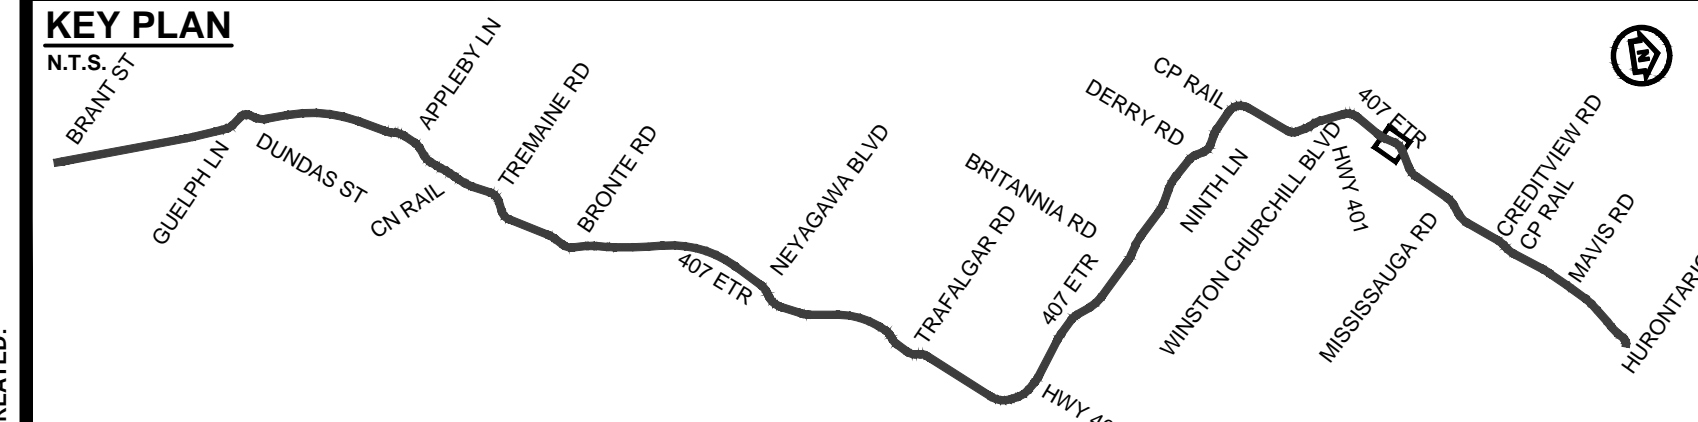 KEY PLAN
N.T.S.
BRANT ST
GUELPH LN
DUNDAS ST
CN RAIL
APPLEBY LN
TREMAINE RD
BRONTE RD
407 ETR
NEYAGAWA BLVD
TRAFALGAR RD
HWY
407 ETR
BRITANNIA RD
DERRY RD
CP RAIL
NINTH LN
WINSTON CHURCHILL BLVD
HWY 401
407 ETR
MISSISSAUGA RD
CREDITVIEW RD
CP RAIL
MAVIS RD
N